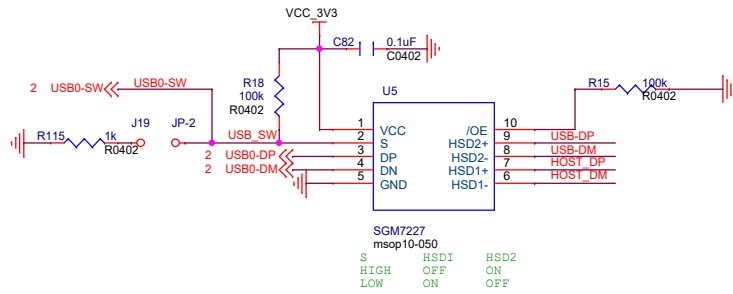 VCC_3V3
C82 0.1uF
C0402
2 USB0-SW USB0-SW
R18
100k
R0402
U5
R15 100k
R0402
J19 JP-2
R115 1k
R0402
USB_SW
1 VCC /OE 10
2 S HSD2+ 9 USB-DP
2 USB0-DP 3 DP HSD2- 8 USB-DM
2 USB0-DM 4 DN HSD1+ 7 HOST_DP
5 GND HSD1- 6 HOST_DM
SGM7227
msop10-050
S HSDI HSD2
HIGH OFF ON
LOW ON OFF